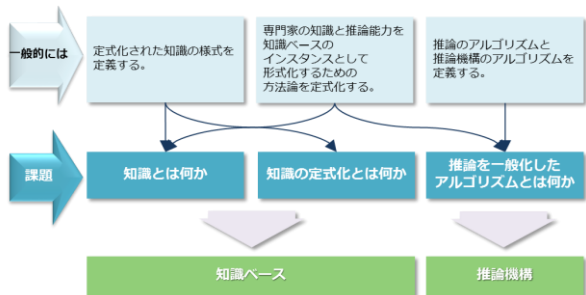 一般的には
定式化された知識の様式を
定義する。
専門家の知識と推論能力を
知識ベースの
インスタンスとして
形式化するための
方法論を定式化する。
推論のアルゴリズムと
推論機構のアルゴリズムを
定義する。
課題
知識とは何か
知識の定式化とは何か
推論を一般化した
アルゴリズムとは何か
知識ベース
推論機構